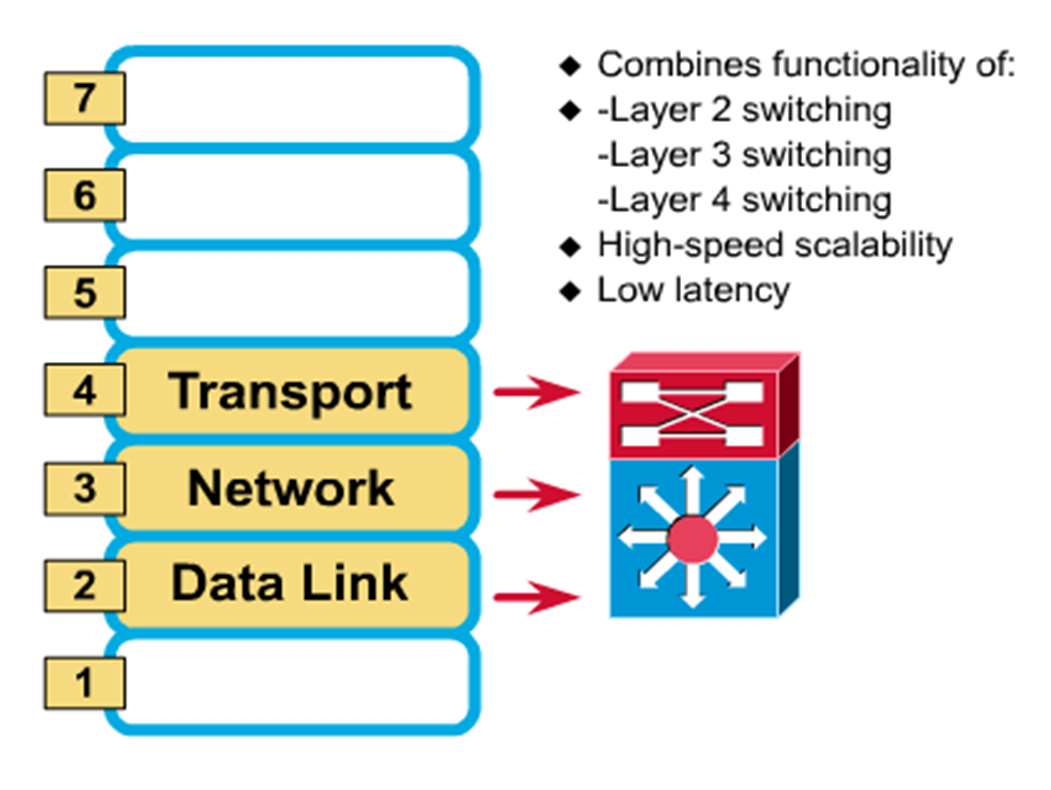 7
6
5
4 Transport
3 Network
2 Data Link
1
◆ Combines functionality of:
◆ -Layer 2 switching
-Layer 3 switching
-Layer 4 switching
◆ High-speed scalability
◆ Low latency